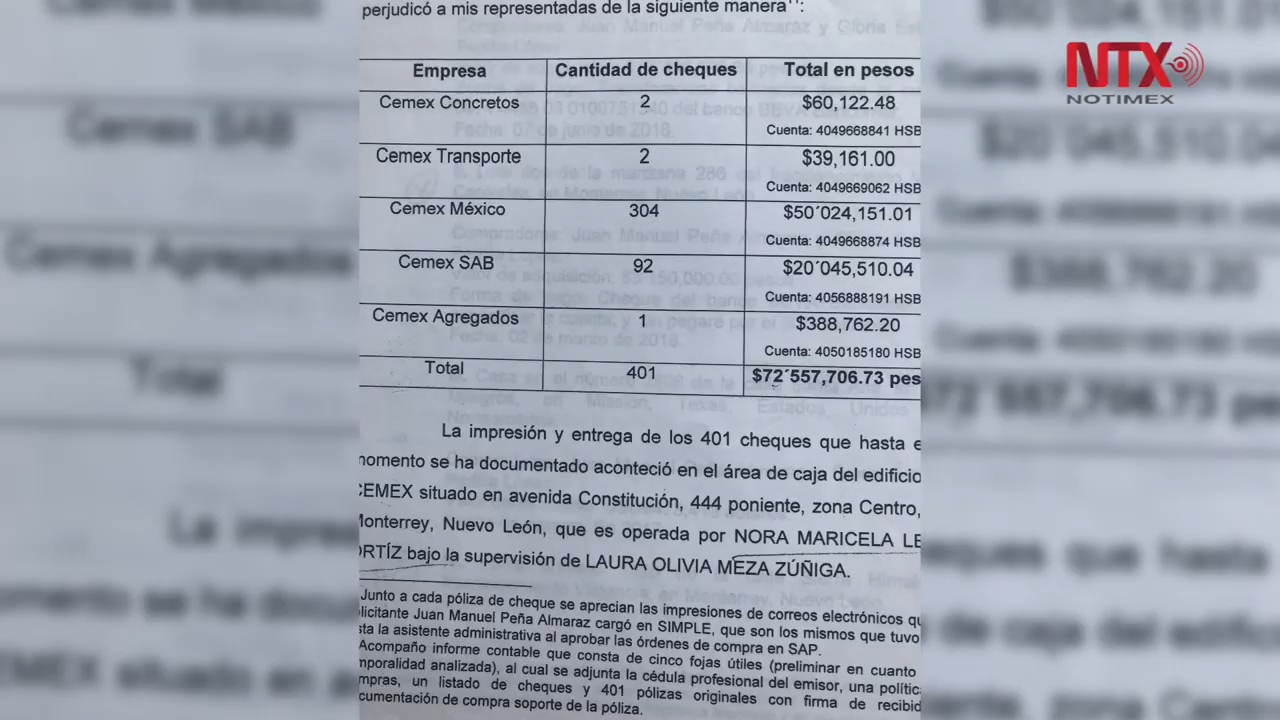 perjudicó a mis representadas de la siguiente manera¹¹:
NTX
NOTIMEX
Empresa Cantidad de cheques Total en pesos
Cemex Concretos 2 $60,122.48
Cuenta: 4049668841 HSB
Cemex Transporte 2 $39,161.00
Cuenta: 4049669062 HSB
Cemex México 304 $50´024,151.01
Cuenta: 4049668874 HSB
Cemex SAB 92 $20´045,510.04
Cuenta: 4056888191 HSB
Cemex Agregados 1 $388,762.20
Cuenta: 4050185180 HSB
Total 401 $72´557,706.73 pes
La impresión y entrega de los 401 cheques que hasta e
momento se ha documentado aconteció en el área de caja del edificio
CEMEX situado en avenida Constitución, 444 poniente, zona Centro,
Monterrey, Nuevo León, que es operada por NORA MARICELA LE
ORTÍZ bajo la supervisión de LAURA OLIVIA MEZA ZÚÑIGA.
Junto a cada póliza de cheque se aprecian las impresiones de correos electrónicos qu
licitante Juan Manuel Peña Almaraz cargó en SIMPLE, que son los mismos que tuvo
sta la asistente administrativa al aprobar las órdenes de compra en SAP.
Acompaño informe contable que consta de cinco fojas útiles (preliminar en cuanto
mporalidad analizada), al cual se adjunta la cédula profesional del emisor, una polític
mpras, un listado de cheques y 401 pólizas originales con firma de recibid
cumentación de compra soporte de la póliza.